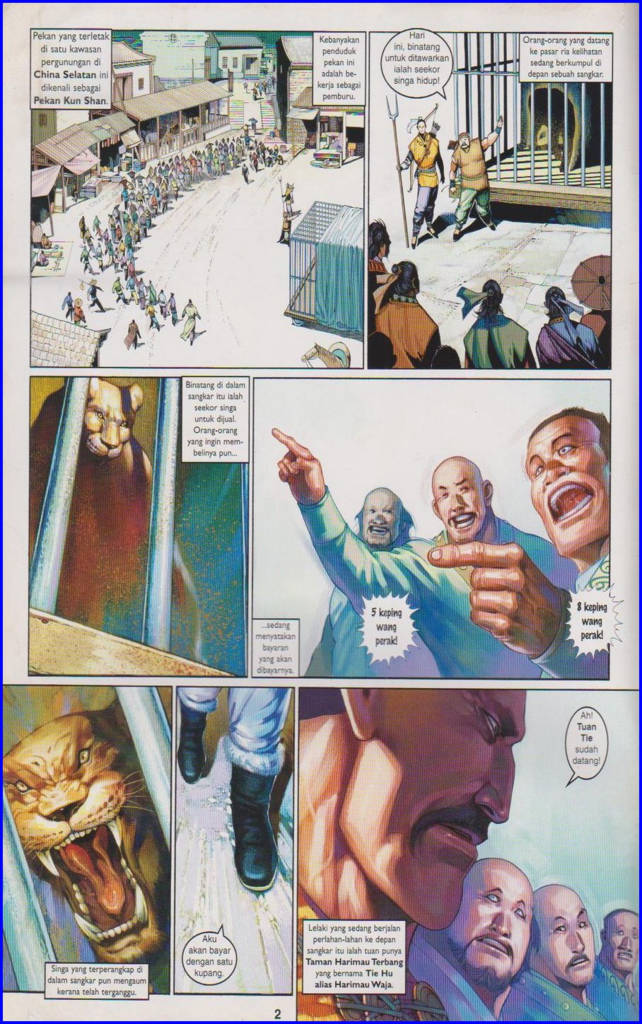 Pekan yang terletak
di satu kawasan
pergunungan di
China Selatan ini
dikenali sebagai
Pekan Kun Shan.
Kebanyakan
penduduk
pekan ini
adalah be-
kerja sebagai
pemburu.
Hari
ini, binatang
untuk ditawarkan
ialah seekor
singa hidup!
Orang-orang yang datang
ke pasar ria kelihatan
sedang berkumpul di
depan sebuah sangkar.
Binatang di dalam
sangkar itu ialah
seekor singa
untuk dijual.
Orang-orang
yang ingin mem-
belinya pun...
...sedang
menyatakan
bayaran
yang akan
dibayarnya.
5 keping
wang
perak!
8 keping
wang
perak!
Singa yang terperangkap di
dalam sangkar pun mengaum
kerana telah terganggu.
Aku
akan bayar
dengan satu
kupang.
Ah!
Tuan
Tie
sudah
datang!
Lelaki yang sedang berjalan
perlahan-lahan ke depan
sangkar itu ialah tuan punya
Taman Harimau Terbang
yang bernama Tie Hu
alias Harimau Waja.
2